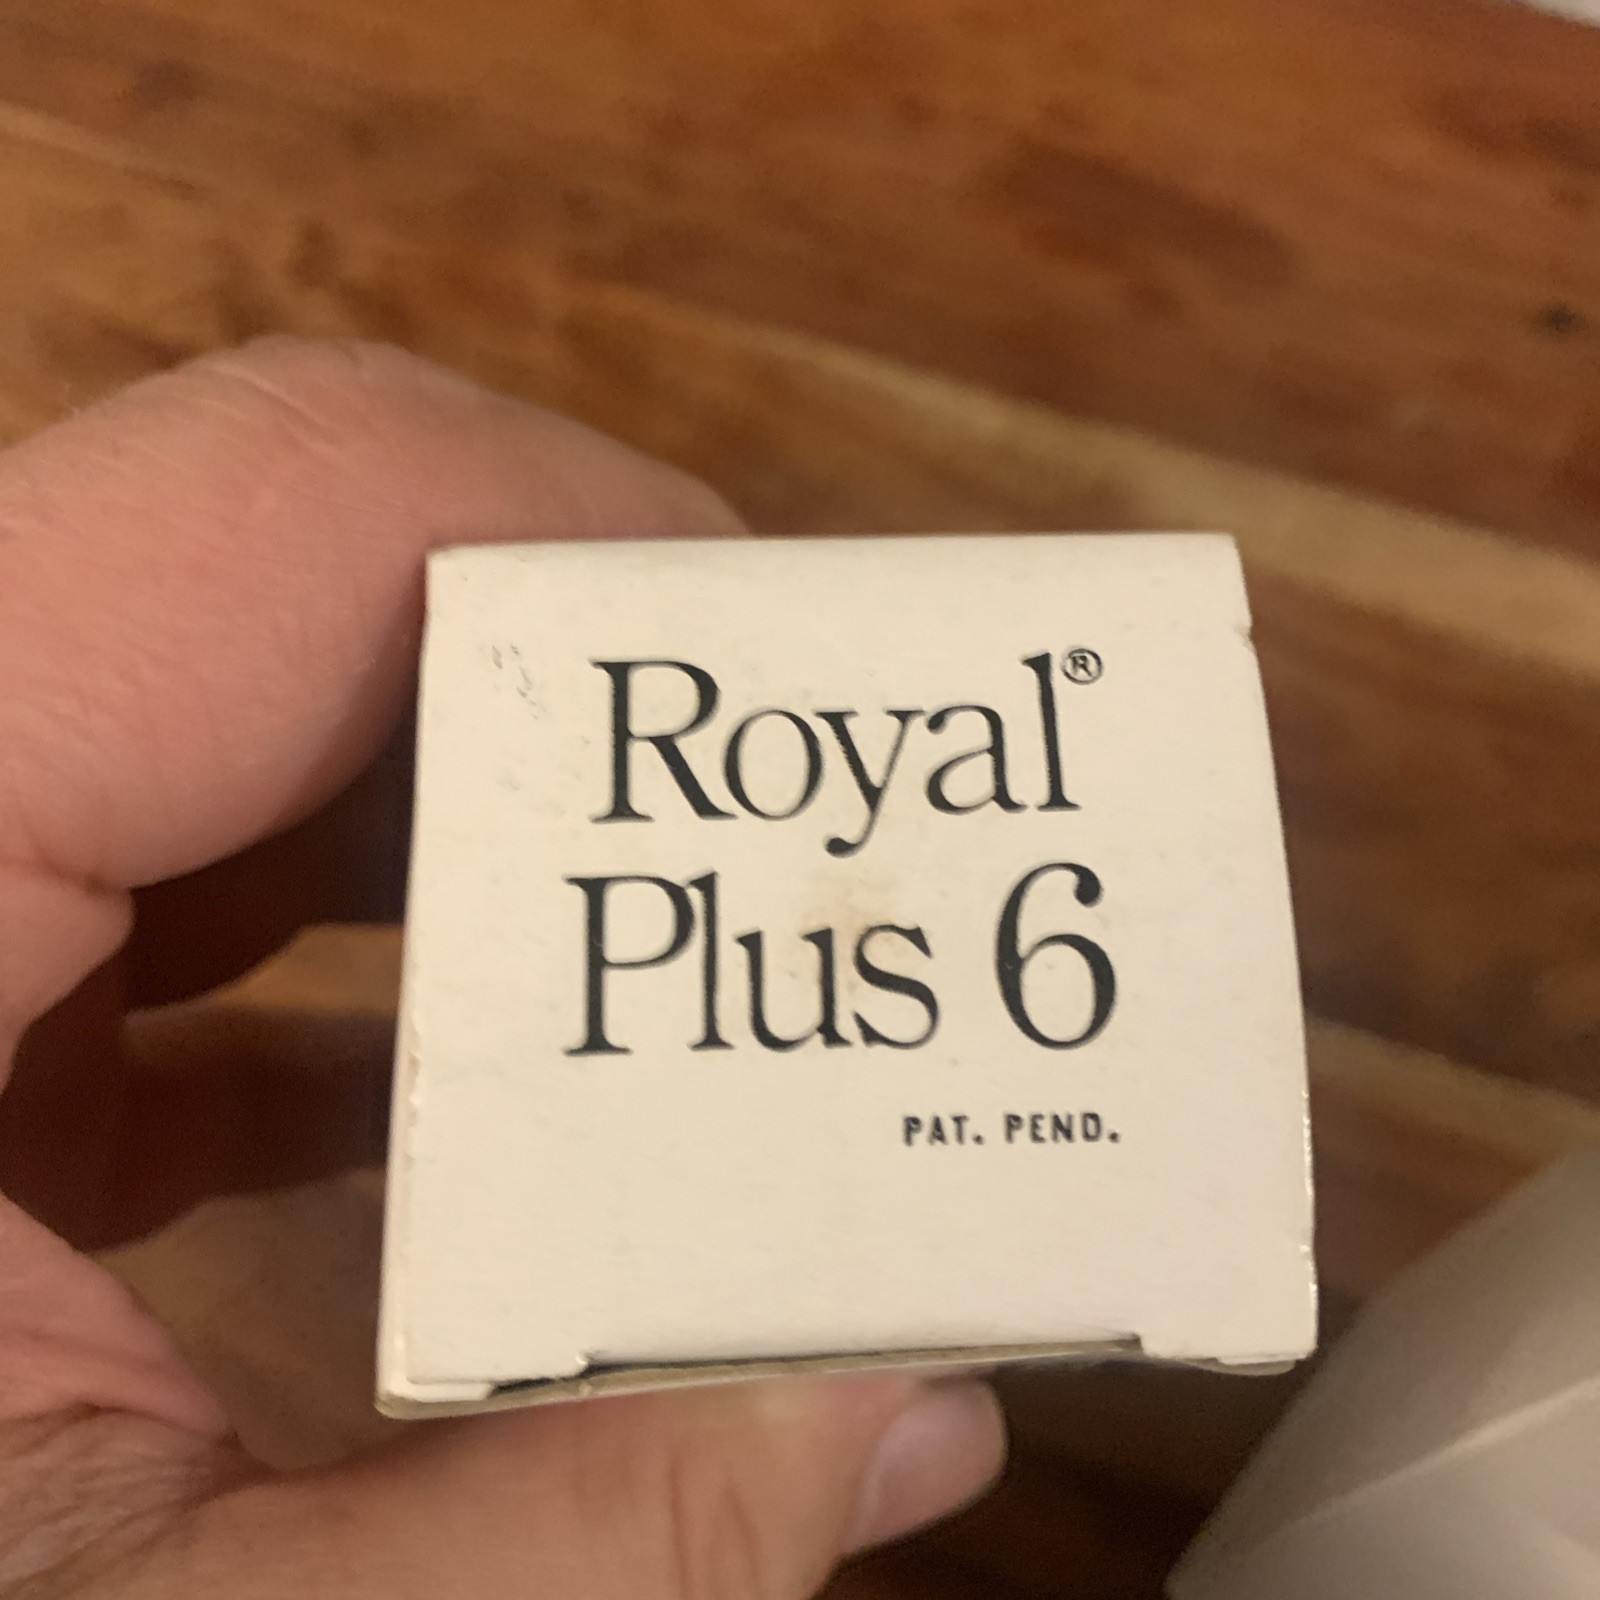 Royal®
Plus 6
PAT. PEND.